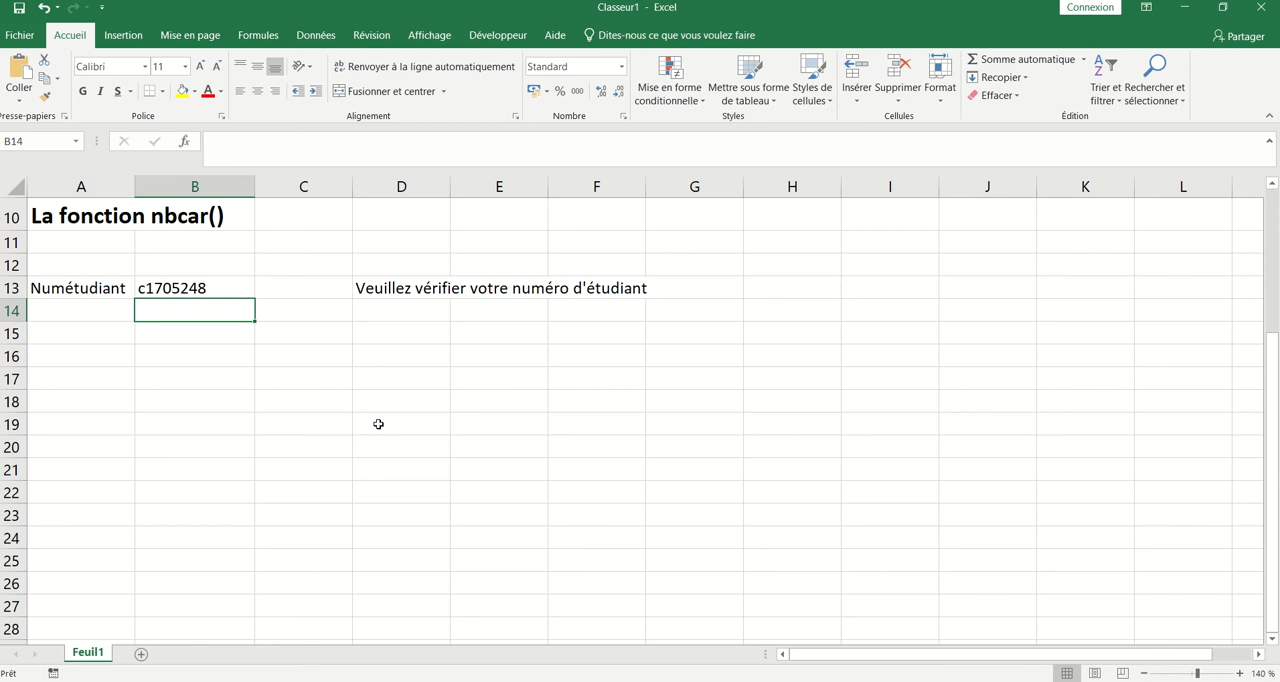 Classeur1 - Excel
Connexion
Fichier Accueil Insertion Mise en page Formules Données Révision Affichage Développeur Aide Dites-nous ce que vous voulez faire Partager
Coller
Calibri 11
Renvoyer à la ligne automatiquement
Standard
G I S
Fusionner et centrer
% 000
Mise en forme conditionnelle
Mettre sous forme de tableau
Styles de cellules
Insérer Supprimer Format
Somme automatique
Recopier
Effacer
Trier et filtrer
Rechercher et sélectionner
Presse-papiers Police Alignement Nombre Styles Cellules Édition
B14
fx
A B C D E F G H I J K L
10 La fonction nbcar()
11
12
13 Numétudiant c1705248 Veuillez vérifier votre numéro d'étudiant
14
15
16
17
18
19
20
21
22
23
24
25
26
27
28
Feuil1
Prêt
140 %